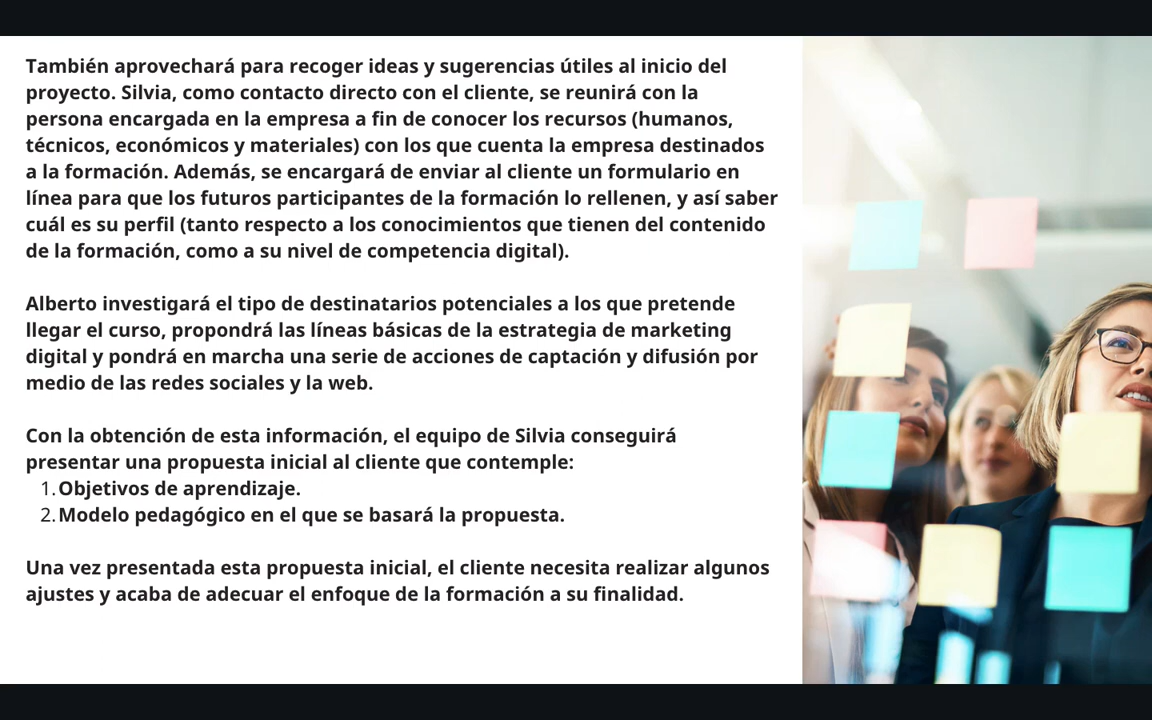 También aprovechará para recoger ideas y sugerencias útiles al inicio del
proyecto. Silvia, como contacto directo con el cliente, se reunirá con la
persona encargada en la empresa a fin de conocer los recursos (humanos,
técnicos, económicos y materiales) con los que cuenta la empresa destinados
a la formación. Además, se encargará de enviar al cliente un formulario en
línea para que los futuros participantes de la formación lo rellenen, y así saber
cuál es su perfil (tanto respecto a los conocimientos que tienen del contenido
de la formación, como a su nivel de competencia digital).
Alberto investigará el tipo de destinatarios potenciales a los que pretende
llegar el curso, propondrá las líneas básicas de la estrategia de marketing
digital y pondrá en marcha una serie de acciones de captación y difusión por
medio de las redes sociales y la web.
Con la obtención de esta información, el equipo de Silvia conseguirá
presentar una propuesta inicial al cliente que contemple:
1. Objetivos de aprendizaje.
2. Modelo pedagógico en el que se basará la propuesta.
Una vez presentada esta propuesta inicial, el cliente necesita realizar algunos
ajustes y acaba de adecuar el enfoque de la formación a su finalidad.